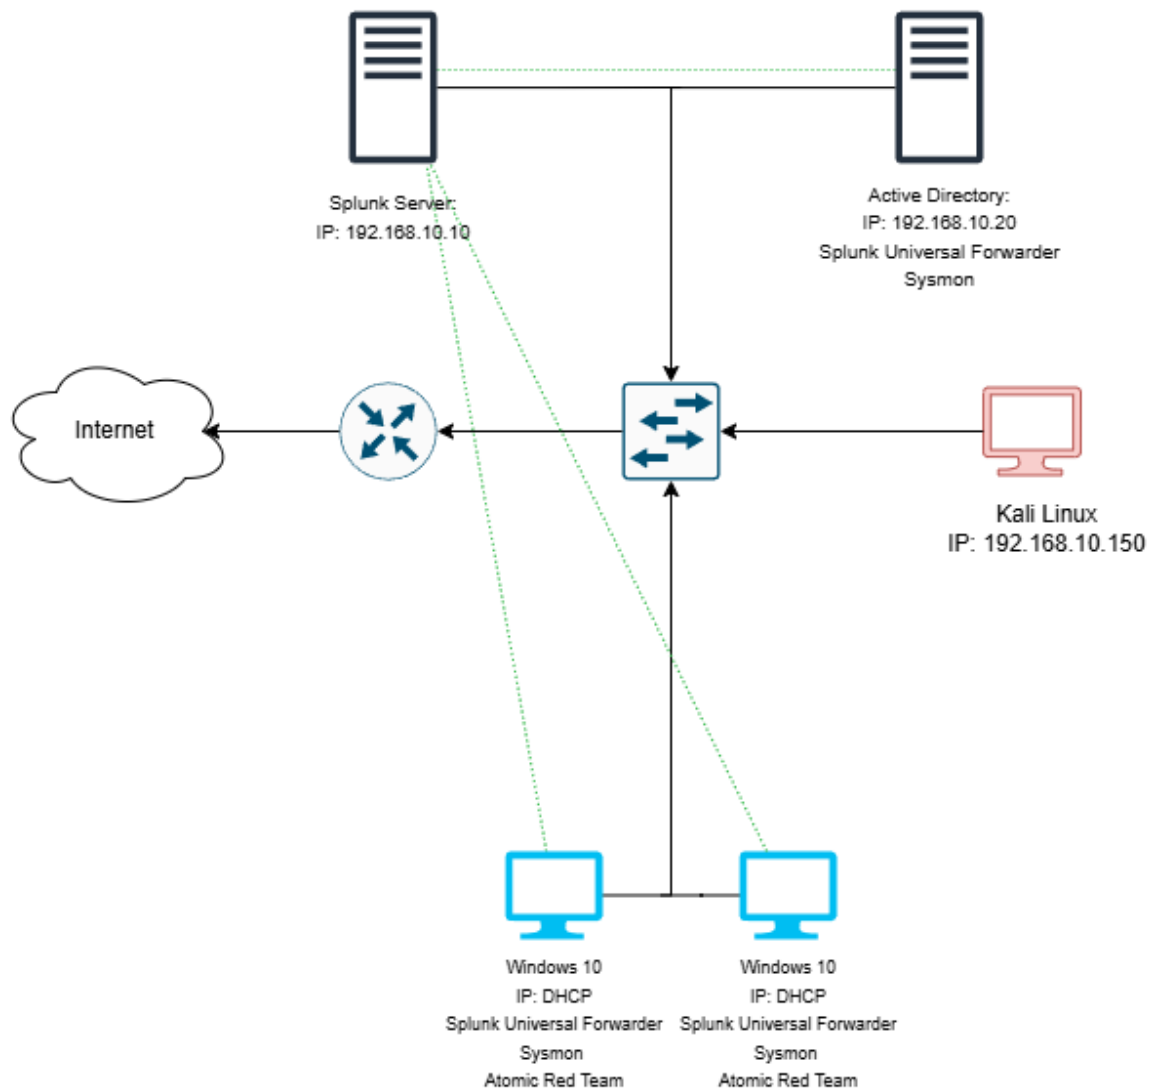 Splunk Server:
IP: 192.168.10.10
Active Directory:
IP: 192.168.10.20
Splunk Universal Forwarder
Sysmon
Internet
Kali Linux
IP: 192.168.10.150
Windows 10
IP: DHCP
Splunk Universal Forwarder
Sysmon
Atomic Red Team
Windows 10
IP: DHCP
Splunk Universal Forwarder
Sysmon
Atomic Red Team